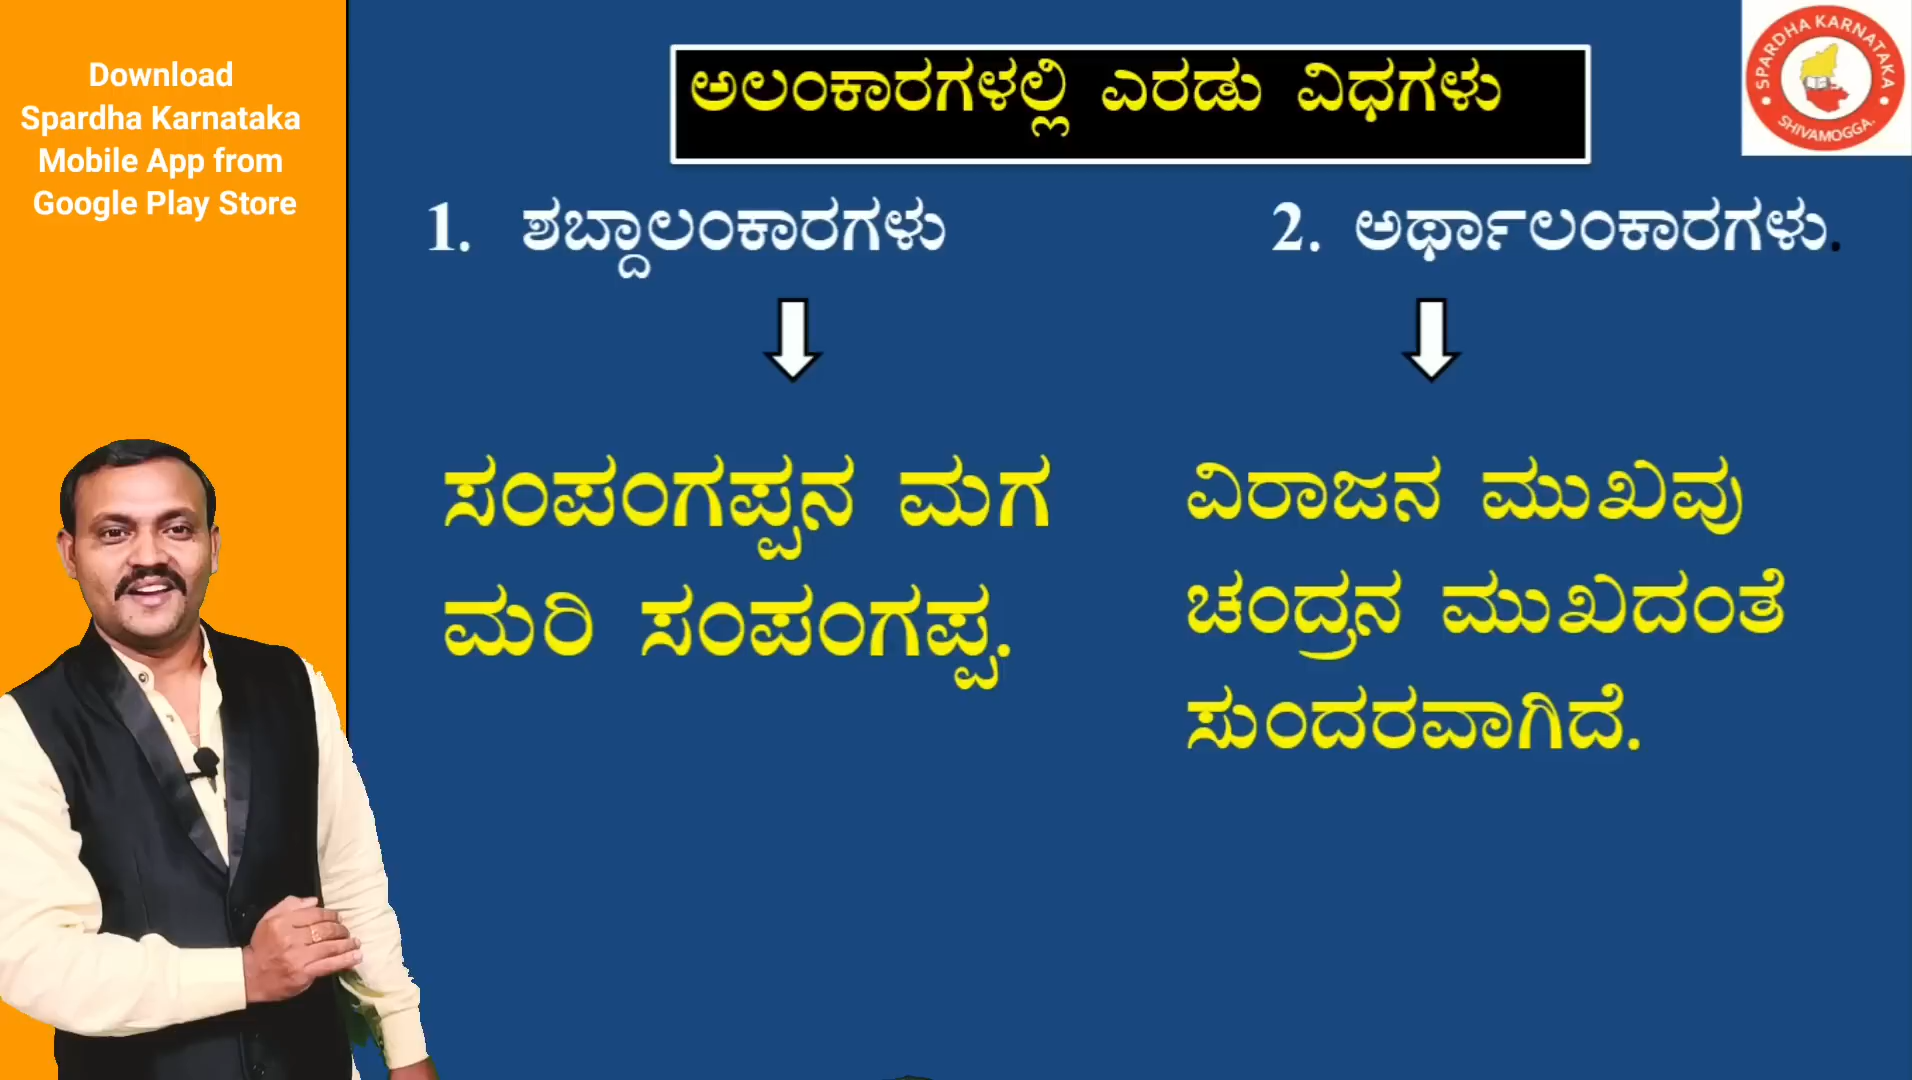 Download
Spardha Karnataka
Mobile App from
Google Play Store
ಅಲಂಕಾರಗಳಲ್ಲಿ ಎರಡು ವಿಧಗಳು
SPARDHA KARNATAKA
SHIVAMOGGA.
1. ಶಬ್ದಾಲಂಕಾರಗಳು
2. ಅರ್ಥಾಲಂಕಾರಗಳು.
ಸಂಪಂಗಪ್ಪನ ಮಗ
ಮರಿ ಸಂಪಂಗಪ್ಪ.
ವಿರಾಜನ ಮುಖವು
ಚಂದ್ರನ ಮುಖದಂತೆ
ಸುಂದರವಾಗಿದೆ.